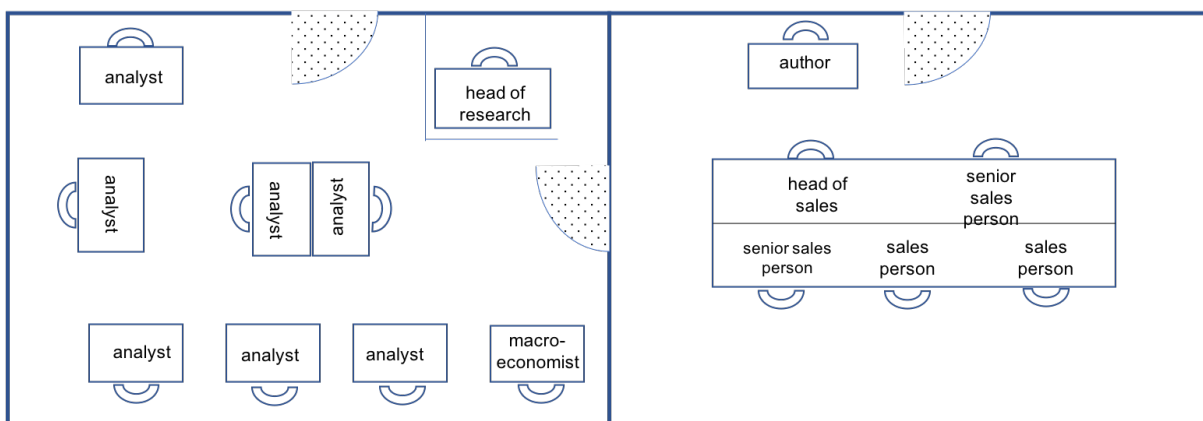 analyst
head of
research
author
analyst
analyst
analyst
head of
sales
senior
sales
person
senior sales
person
sales
person
sales
person
analyst
analyst
analyst
macro-
economist